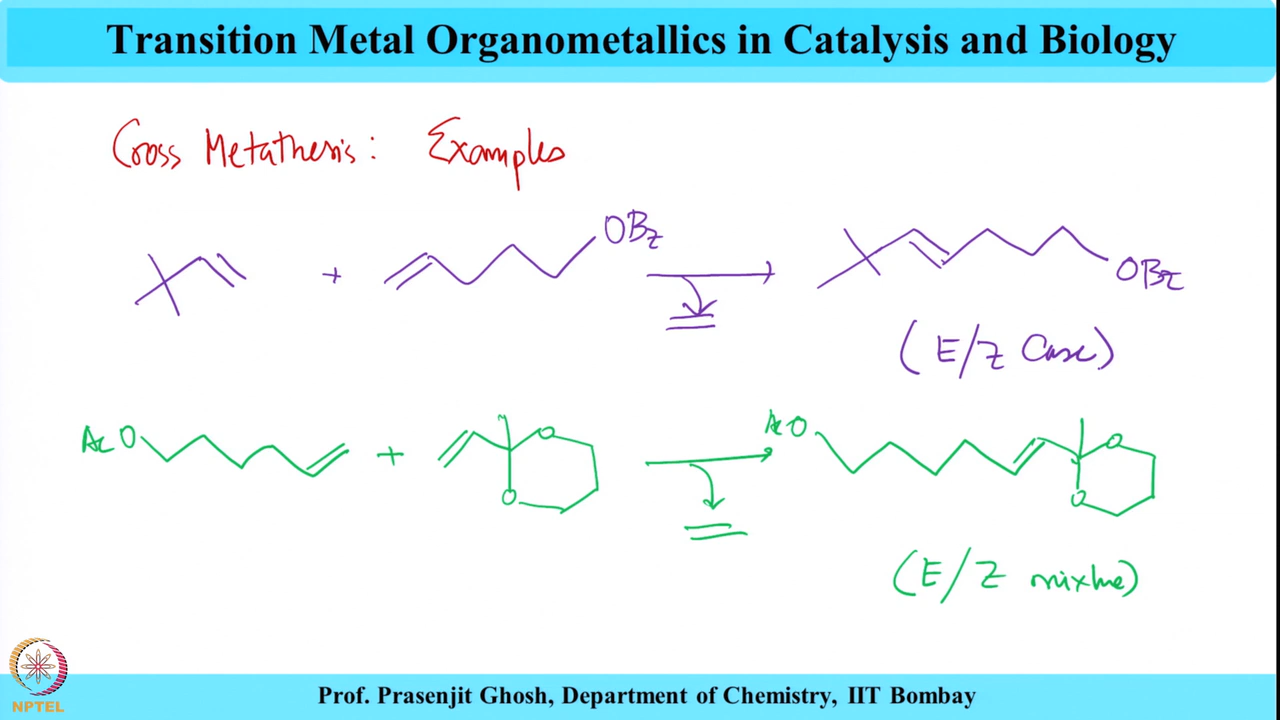 Transition Metal Organometallics in Catalysis and Biology
Cross Metathesis: Examples
+ OBz OBz
(E/Z Case)
AcO + O O AcO O O
(E/Z mixture)
NPTEL
Prof. Prasenjit Ghosh, Department of Chemistry, IIT Bombay